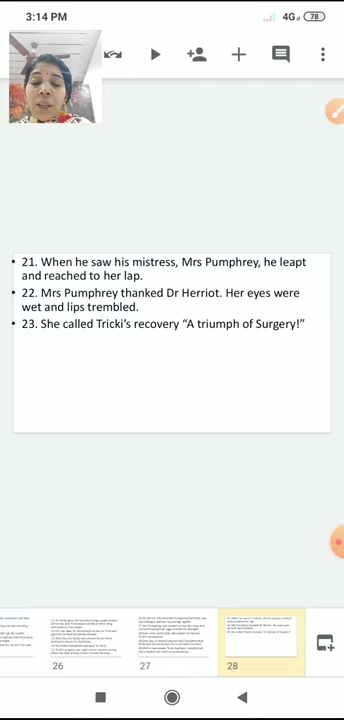 3:14 PM
4G
78
• 21. When he saw his mistress, Mrs Pumphrey, he leapt
and reached to her lap.
• 22. Mrs Pumphrey thanked Dr Herriot. Her eyes were
wet and lips trembled.
• 23. She called Tricki's recovery “A triumph of Surgery!”
26
27
28